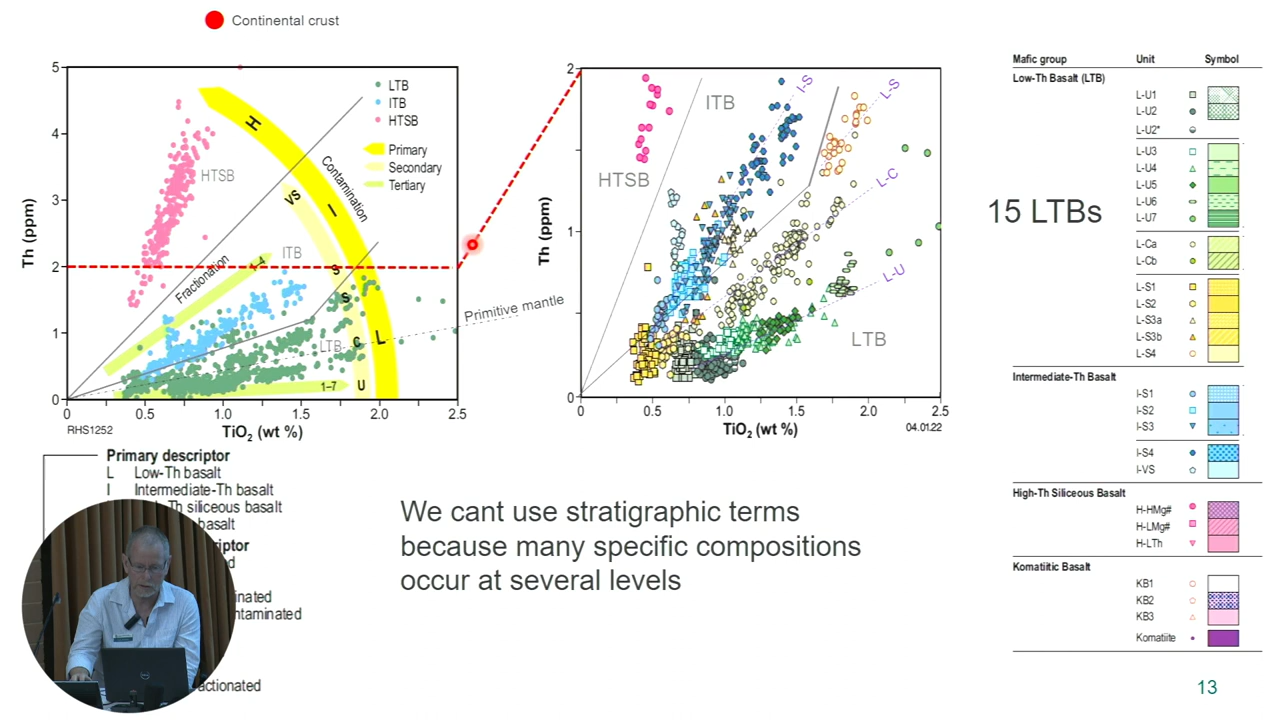 Continental crust
5
4
3
2
1
0
Th (ppm)
0
0.5
1.0
1.5
2.0
2.5
TiO₂ (wt %)
RHS1252
LTB
ITB
HTSB
Primary
Secondary
Tertiary
H
I
L
VS
S
S
C
U
Contamination
Fractionation
1–4
1–7
HTSB
ITB
LTB
Primitive mantle
2
1
0
Th (ppm)
0
0.5
1.0
1.5
2.0
2.5
TiO₂ (wt %)
04.01.22
ITB
HTSB
LTB
I-S
L-S
L-C
L-U
15 LTBs
Mafic group Unit Symbol
Low-Th Basalt (LTB)
L-U1
L-U2
L-U2*
L-U3
L-U4
L-U5
L-U6
L-U7
L-Ca
L-Cb
L-S1
L-S2
L-S3a
L-S3b
L-S4
Intermediate-Th Basalt
I-S1
I-S2
I-S3
I-S4
I-VS
High-Th Siliceous Basalt
H-HMg#
H-LMg#
H-LTh
Komatiitic Basalt
KB1
KB2
KB3
Komatiite
Primary descriptor
L Low-Th basalt
I Intermediate-Th basalt
siliceous basalt
basalt
We cant use stratigraphic terms
because many specific compositions
occur at several levels
13